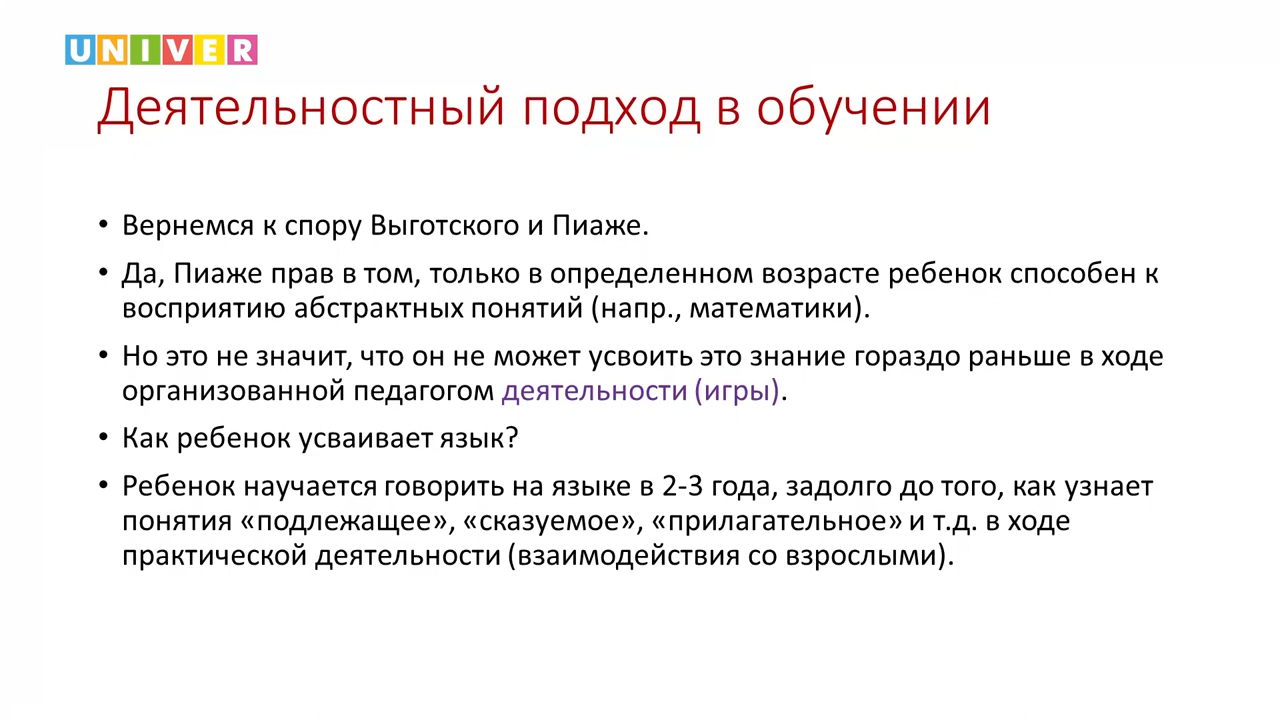 UNIVER
Деятельностный подход в обучении
• Вернемся к спору Выготского и Пиаже.
• Да, Пиаже прав в том, только в определенном возрасте ребенок способен к
восприятию абстрактных понятий (напр., математики).
• Но это не значит, что он не может усвоить это знание гораздо раньше в ходе
организованной педагогом деятельности (игры).
• Как ребенок усваивает язык?
• Ребенок научается говорить на языке в 2-3 года, задолго до того, как узнает
понятия «подлежащее», «сказуемое», «прилагательное» и т.д. в ходе
практической деятельности (взаимодействия со взрослыми).